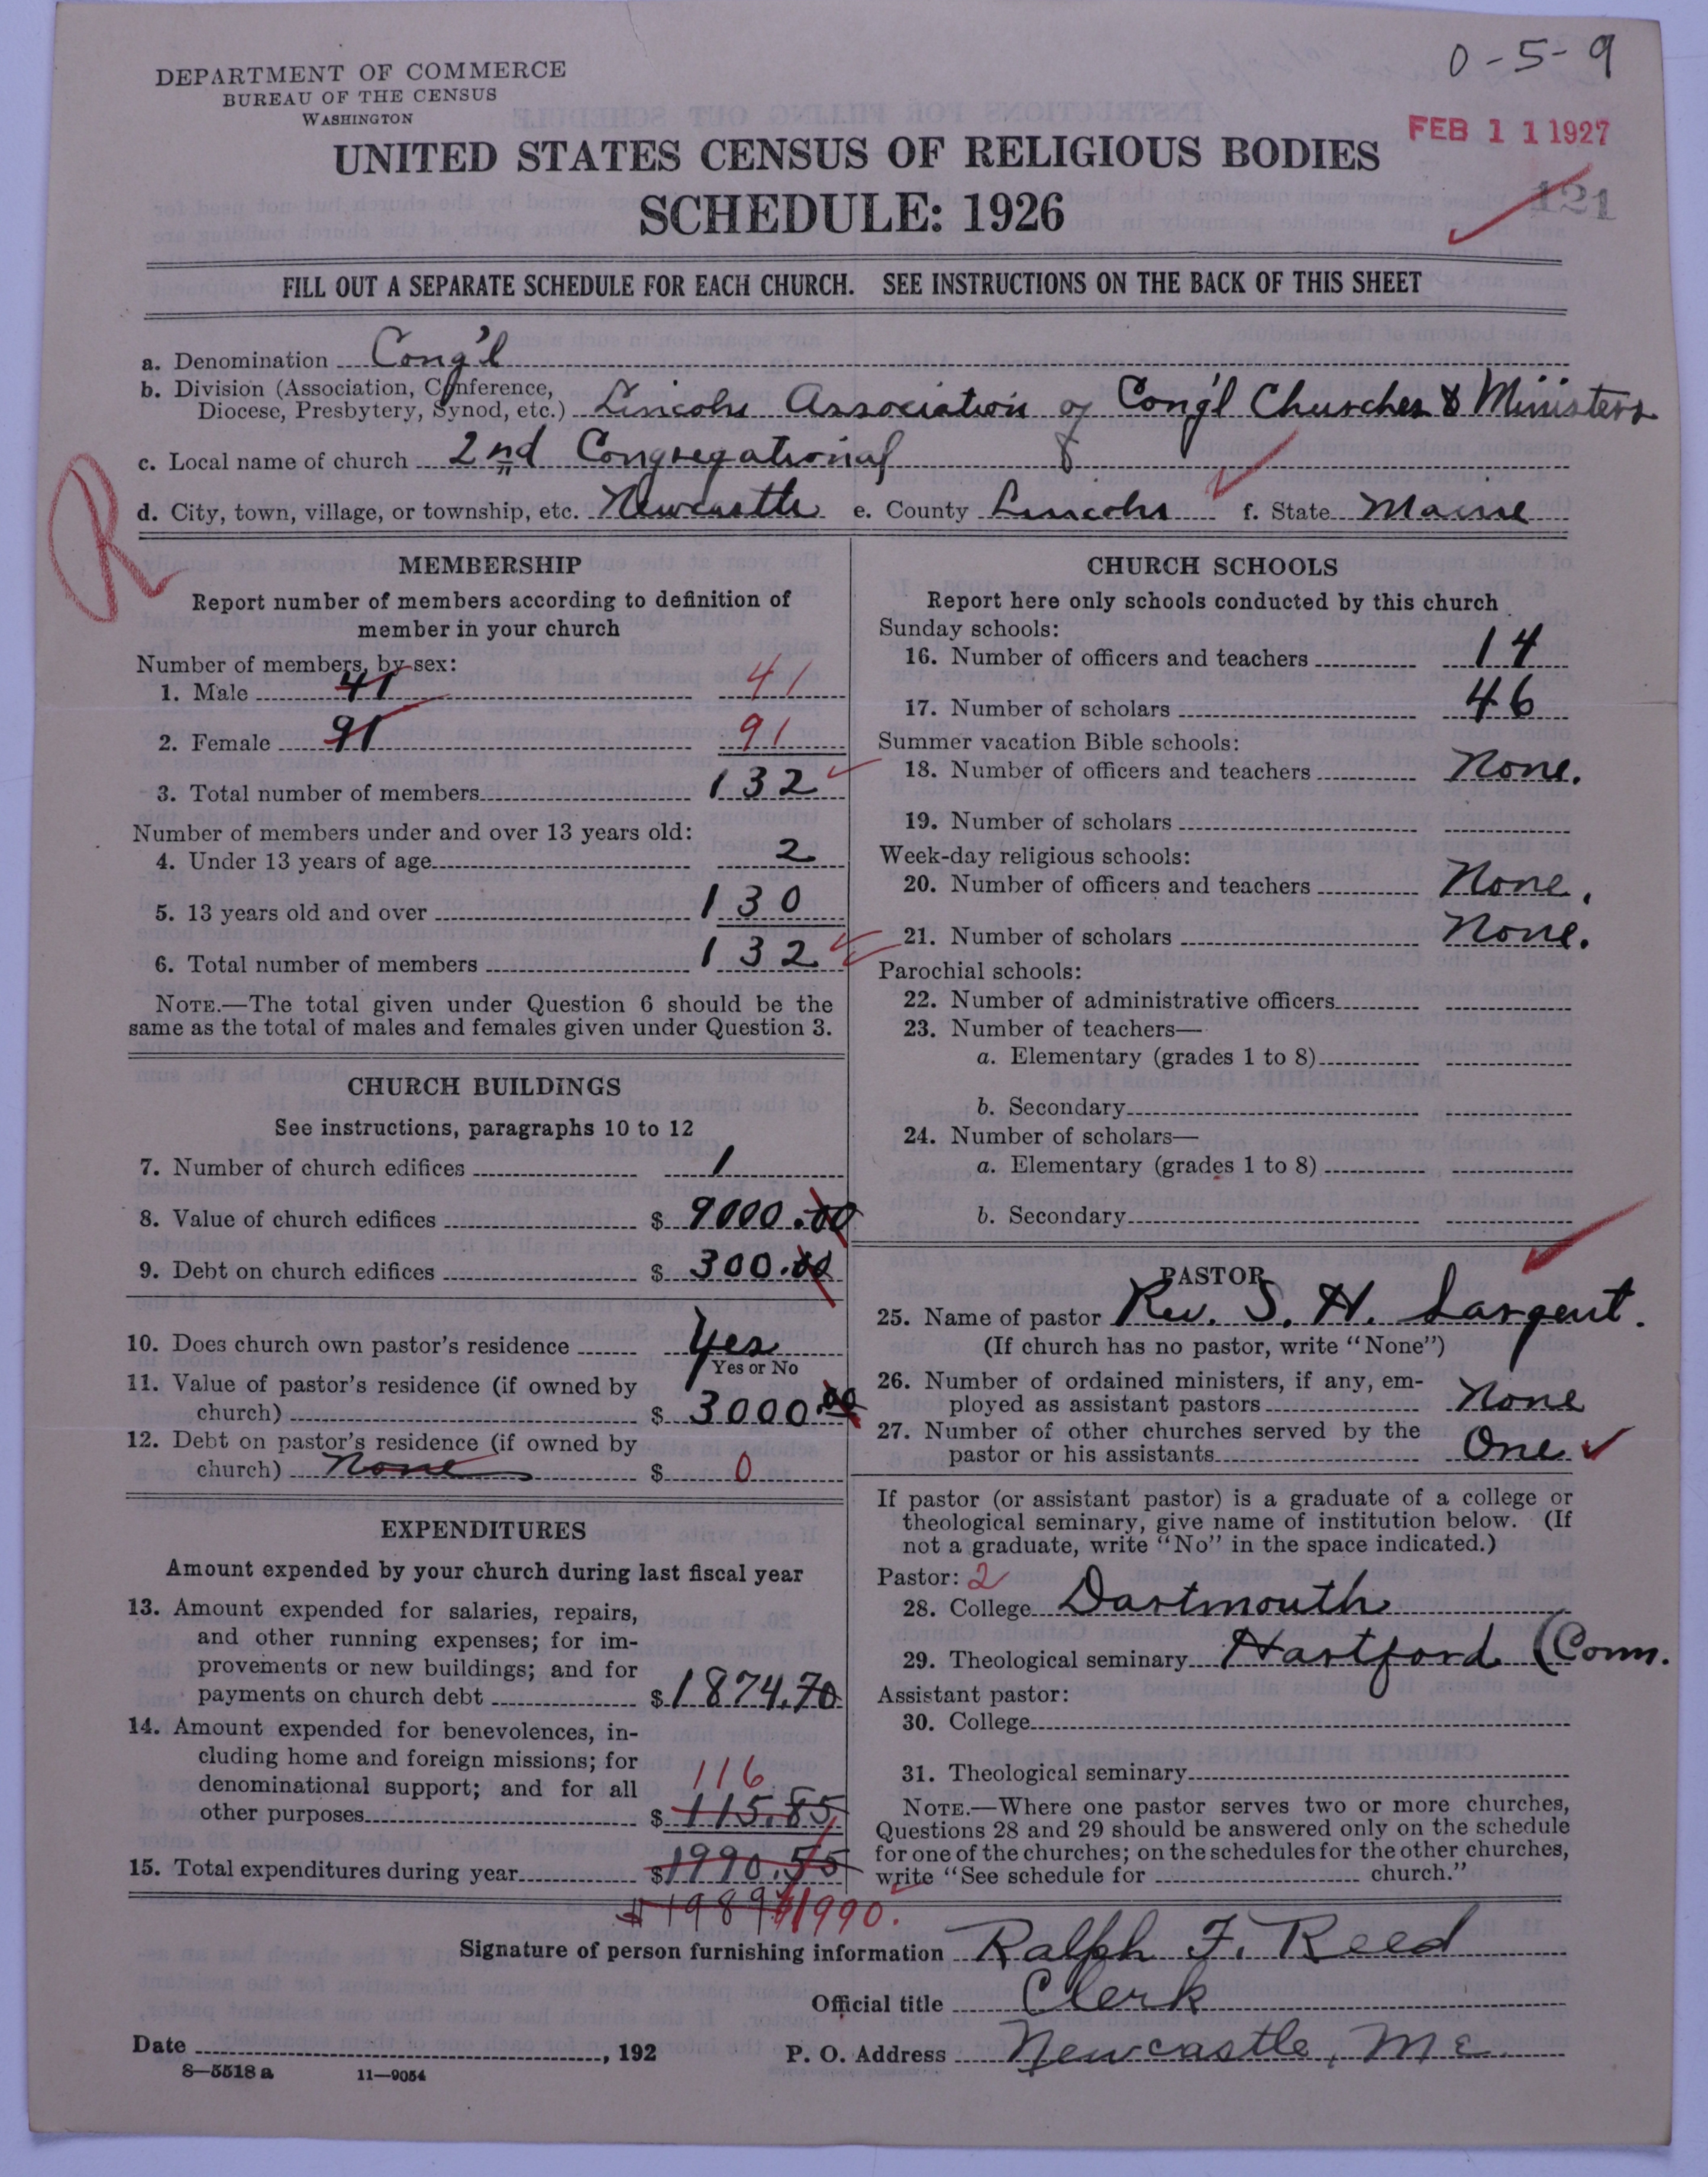 0-5-9
DEPARTMENT OF COMMERCE
BUREAU OF THE CENSUS
WASHINGTON
FEB 11 1927
121
UNITED STATES CENSUS OF RELIGIOUS BODIES
SCHEDULE: 1926
FILL OUT A SEPARATE SCHEDULE FOR EACH CHURCH. SEE INSTRUCTIONS ON THE BACK OF THIS SHEET
a. Denomination Cong'l
b. Division (Association, Conference,
Diocese, Presbytery, Synod, etc.) Lincoln Association of Cong'l Churches & Ministers
c. Local name of church 2nd Congregational
d. City, town, village, or township, etc. Newcastle e. County Lincoln f. State Maine
R
MEMBERSHIP
Report number of members according to definition of
member in your church
Number of members, by sex:
1. Male 41 41
2. Female 91 91
3. Total number of members 132
Number of members under and over 13 years old:
4. Under 13 years of age 2
5. 13 years old and over 130
6. Total number of members 132
NOTE.—The total given under Question 6 should be the
same as the total of males and females given under Question 3.
CHURCH BUILDINGS
See instructions, paragraphs 10 to 12
7. Number of church edifices 1
8. Value of church edifices $ 9000.00
9. Debt on church edifices $ 300.00
10. Does church own pastor's residence Yes
Yes or No
11. Value of pastor's residence (if owned by
church) $ 3000.00
12. Debt on pastor's residence (if owned by
church) None $ 0
EXPENDITURES
Amount expended by your church during last fiscal year
13. Amount expended for salaries, repairs,
and other running expenses; for im-
provements or new buildings; and for
payments on church debt $ 1874.70
14. Amount expended for benevolences, in-
cluding home and foreign missions; for
denominational support; and for all 116
other purposes $ 115.85
15. Total expenditures during year $ 1990.55
$1989 $1990.
CHURCH SCHOOLS
Report here only schools conducted by this church
Sunday schools:
16. Number of officers and teachers 14
17. Number of scholars 46
Summer vacation Bible schools:
18. Number of officers and teachers None.
19. Number of scholars
Week-day religious schools:
20. Number of officers and teachers None.
21. Number of scholars None.
Parochial schools:
22. Number of administrative officers
23. Number of teachers—
a. Elementary (grades 1 to 8)
b. Secondary
24. Number of scholars—
a. Elementary (grades 1 to 8)
b. Secondary
PASTOR
25. Name of pastor Rev. S. H. Sargent.
(If church has no pastor, write "None")
26. Number of ordained ministers, if any, em-
ployed as assistant pastors None
27. Number of other churches served by the
pastor or his assistants One
If pastor (or assistant pastor) is a graduate of a college or
theological seminary, give name of institution below. (If
not a graduate, write "No" in the space indicated.)
Pastor: 2
28. College Dartmouth
29. Theological seminary Hartford (Conn.
Assistant pastor:
30. College
31. Theological seminary
NOTE.—Where one pastor serves two or more churches,
Questions 28 and 29 should be answered only on the schedule
for one of the churches; on the schedules for the other churches,
write "See schedule for church."
Signature of person furnishing information Ralph F. Reed
Official title Clerk
Date , 192 P. O. Address Newcastle, Me.
8—5518 a 11—9054